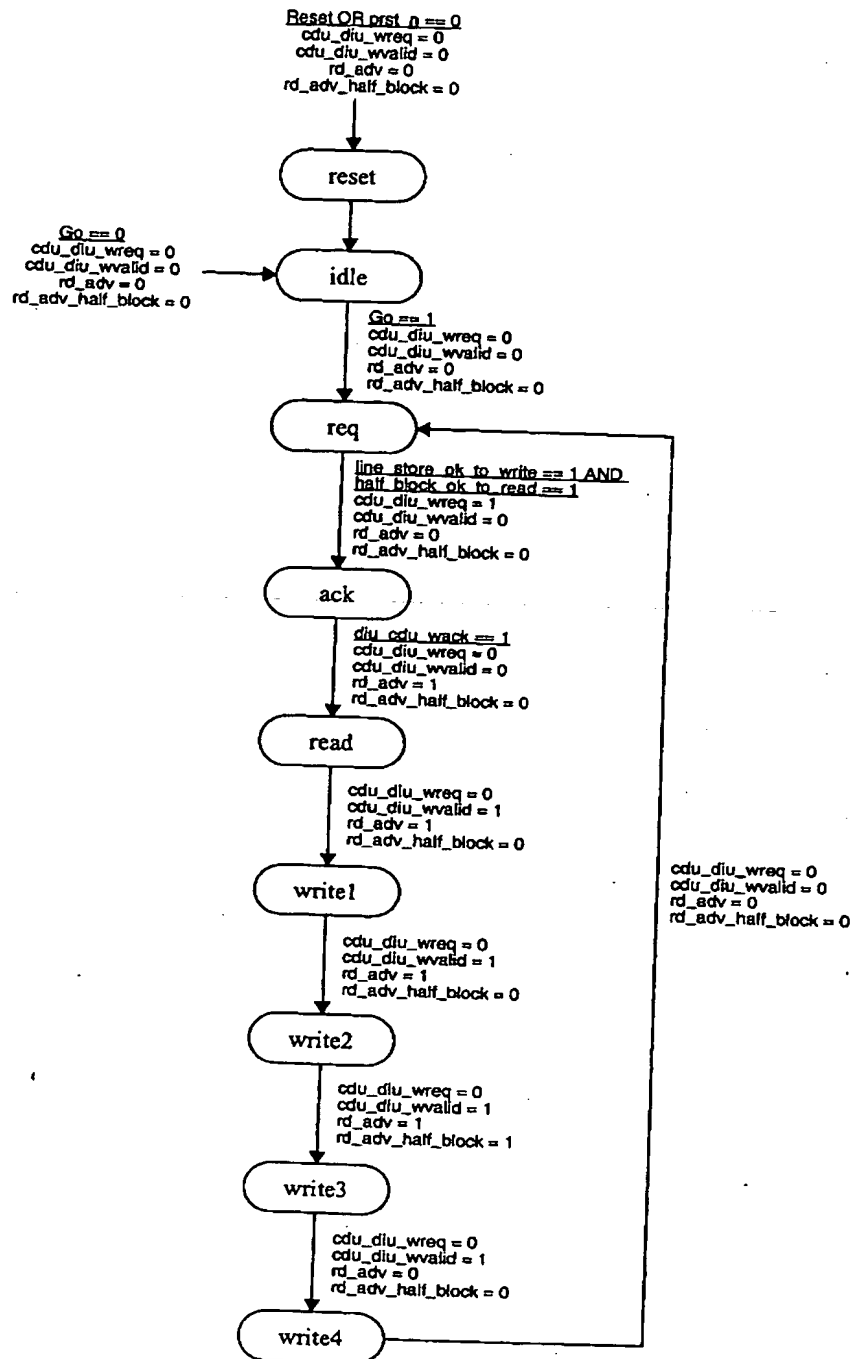 Reset OR prst_n == 0
cdu_diu_wreq = 0
cdu_diu_wvalid = 0
rd_adv = 0
rd_adv_half_block = 0
reset
Go == 0
cdu_diu_wreq = 0
cdu_diu_wvalid = 0
rd_adv = 0
rd_adv_half_block = 0
idle
Go == 1
cdu_diu_wreq = 0
cdu_diu_wvalid = 0
rd_adv = 0
rd_adv_half_block = 0
req
line_store_ok_to_write == 1 AND
half_block_ok_to_read == 1
cdu_diu_wreq = 1
cdu_diu_wvalid = 0
rd_adv = 0
rd_adv_half_block = 0
ack
diu_cdu_wack == 1
cdu_diu_wreq = 0
cdu_diu_wvalid = 0
rd_adv = 1
rd_adv_half_block = 0
read
cdu_diu_wreq = 0
cdu_diu_wvalid = 1
rd_adv = 1
rd_adv_half_block = 0
cdu_diu_wreq = 0
cdu_diu_wvalid = 0
rd_adv = 0
rd_adv_half_block = 0
write1
cdu_diu_wreq = 0
cdu_diu_wvalid = 1
rd_adv = 1
rd_adv_half_block = 0
write2
cdu_diu_wreq = 0
cdu_diu_wvalid = 1
rd_adv = 1
rd_adv_half_block = 1
write3
cdu_diu_wreq = 0
cdu_diu_wvalid = 1
rd_adv = 0
rd_adv_half_block = 0
write4